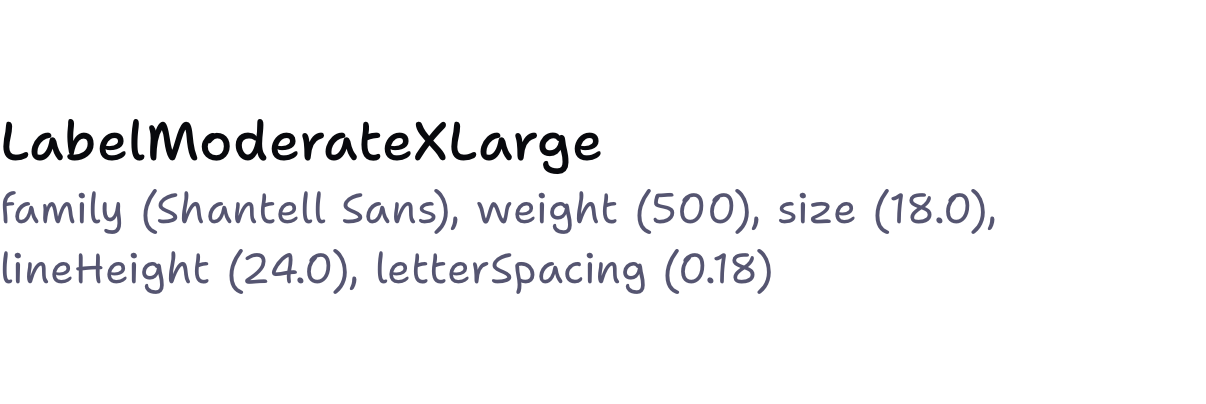 LabelModerateXLarge
family (Shantell Sans), weight (500), size (18.0),
lineHeight (24.0), letterSpacing (0.18)